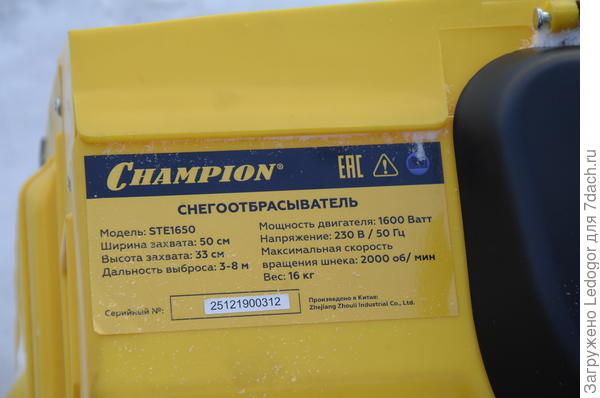 CHAMPION®
EAC
СНЕГООТБРАСЫВАТЕЛЬ
Модель: STE1650
Ширина захвата: 50 см
Высота захвата: 33 см
Дальность выброса: 3-8 м
Мощность двигателя: 1600 Ватт
Напряжение: 230 В / 50 Гц
Максимальная скорость
вращения шнека: 2000 об/ мин
Вес: 16 кг
Серийный №:
25121900312
Произведено в Китае:
Zhejiang Zhouli Industrial Co., Ltd.
Загружено Ledogor для 7dach.ru